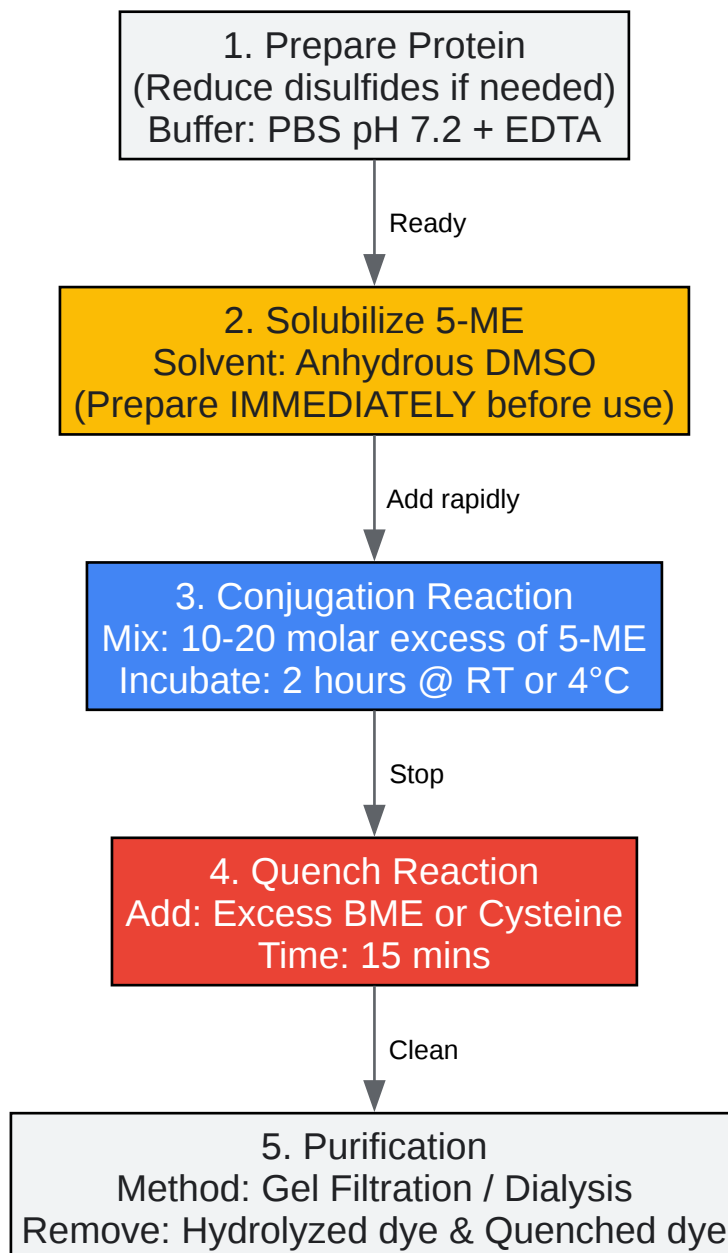 1. Prepare Protein
(Reduce disulfides if needed)
Buffer: PBS pH 7.2 + EDTA
Ready
2. Solubilize 5-ME
Solvent: Anhydrous DMSO
(Prepare IMMEDIATELY before use)
Add rapidly
3. Conjugation Reaction
Mix: 10-20 molar excess of 5-ME
Incubate: 2 hours @ RT or 4°C
Stop
4. Quench Reaction
Add: Excess BME or Cysteine
Time: 15 mins
Clean
5. Purification
Method: Gel Filtration / Dialysis
Remove: Hydrolyzed dye & Quenched dye